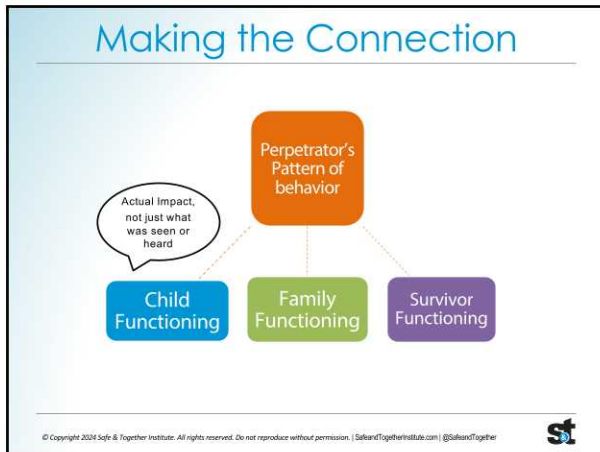 Making the Connection
Perpetrator's
Pattern of
behavior
Actual Impact,
not just what
was seen or
heard
Child
Functioning
Family
Functioning
Survivor
Functioning
© Copyright 2024 Safe & Together Institute. All rights reserved. Do not reproduce without permission. | SafeandTogetherInstitute.com | @SafeandTogether
s&t